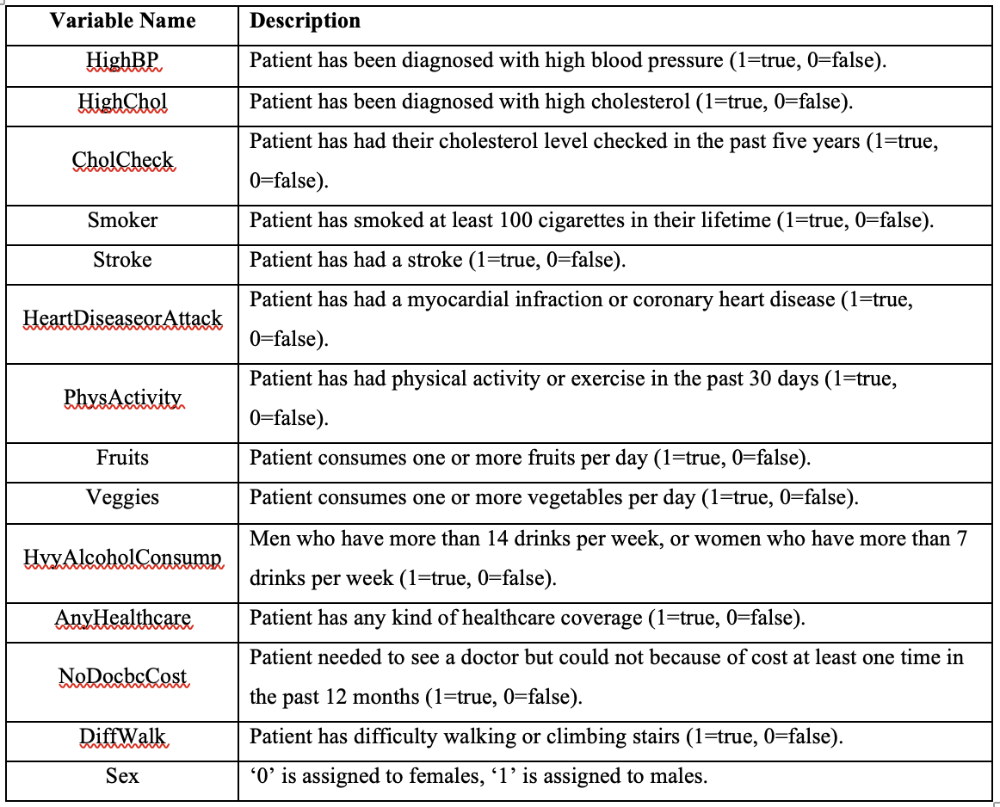 Variable Name Description
HighBP Patient has been diagnosed with high blood pressure (1=true, 0=false).
HighChol Patient has been diagnosed with high cholesterol (1=true, 0=false).
CholCheck Patient has had their cholesterol level checked in the past five years (1=true,
0=false).
Smoker Patient has smoked at least 100 cigarettes in their lifetime (1=true, 0=false).
Stroke Patient has had a stroke (1=true, 0=false).
HeartDiseaseorAttack Patient has had a myocardial infraction or coronary heart disease (1=true,
0=false).
PhysActivity Patient has had physical activity or exercise in the past 30 days (1=true,
0=false).
Fruits Patient consumes one or more fruits per day (1=true, 0=false).
Veggies Patient consumes one or more vegetables per day (1=true, 0=false).
HvyAlcoholConsump Men who have more than 14 drinks per week, or women who have more than 7
drinks per week (1=true, 0=false).
AnyHealthcare Patient has any kind of healthcare coverage (1=true, 0=false).
NoDocbcCost Patient needed to see a doctor but could not because of cost at least one time in
the past 12 months (1=true, 0=false).
DiffWalk Patient has difficulty walking or climbing stairs (1=true, 0=false).
Sex ‘0’ is assigned to females, ‘1’ is assigned to males.